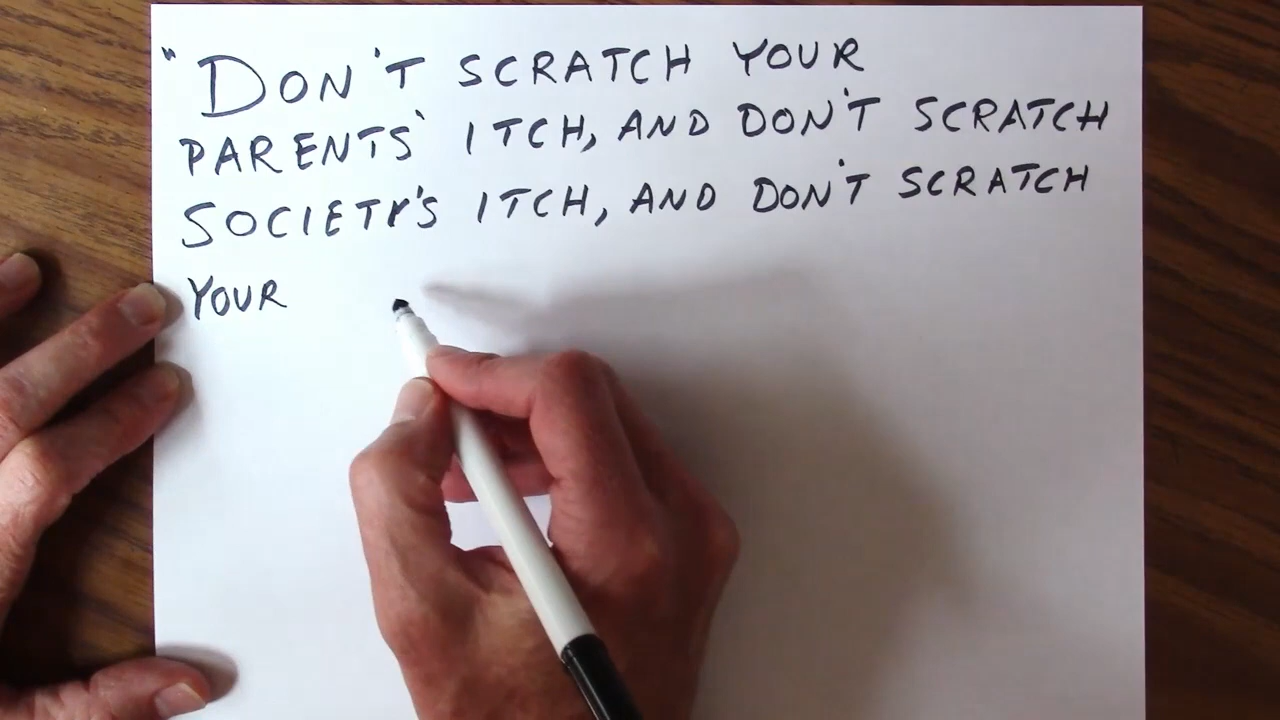 "DON'T SCRATCH YOUR
PARENTS' ITCH, AND DON'T SCRATCH
SOCIETY'S ITCH, AND DON'T SCRATCH
YOUR